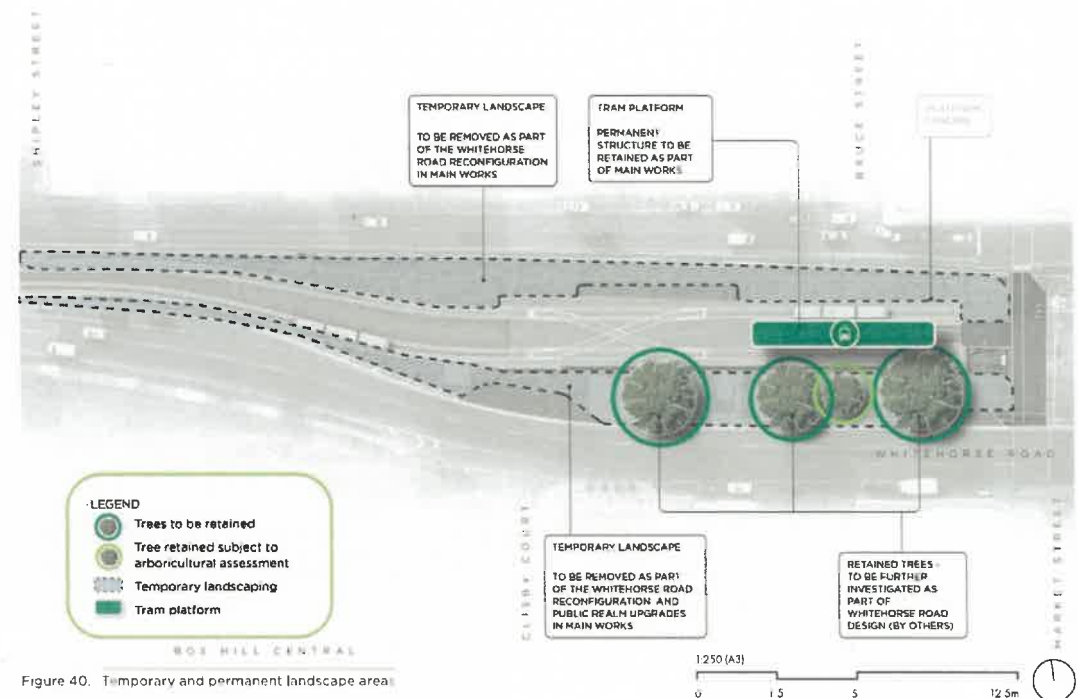 SHIPLEY STREET
BRUCE STREET
TEMPORARY LANDSCAPE
TO BE REMOVED AS PART
OF THE WHITEHORSE
ROAD RECONFIGURATION
IN MAIN WORKS
TRAM PLATFORM
PERMANENT
STRUCTURE TO BE
RETAINED AS PART
OF MAIN WORKS
WHITEHORSE ROAD
LEGEND
Trees to be retained
Tree retained subject to
arboricultural assessment
Temporary landscaping
Tram platform
CLISBY COURT
TEMPORARY LANDSCAPE
TO BE REMOVED AS PART
OF THE WHITEHORSE ROAD
RECONFIGURATION AND
PUBLIC REALM UPGRADES
IN MAIN WORKS
RETAINED TREES
TO BE FURTHER
INVESTIGATED AS
PART OF
WHITEHORSE ROAD
DESIGN (BY OTHERS)
MARKET STREET
BOX HILL CENTRAL
Figure 40. Temporary and permanent landscape areas
1:250 (A3)
0 5 12.5m